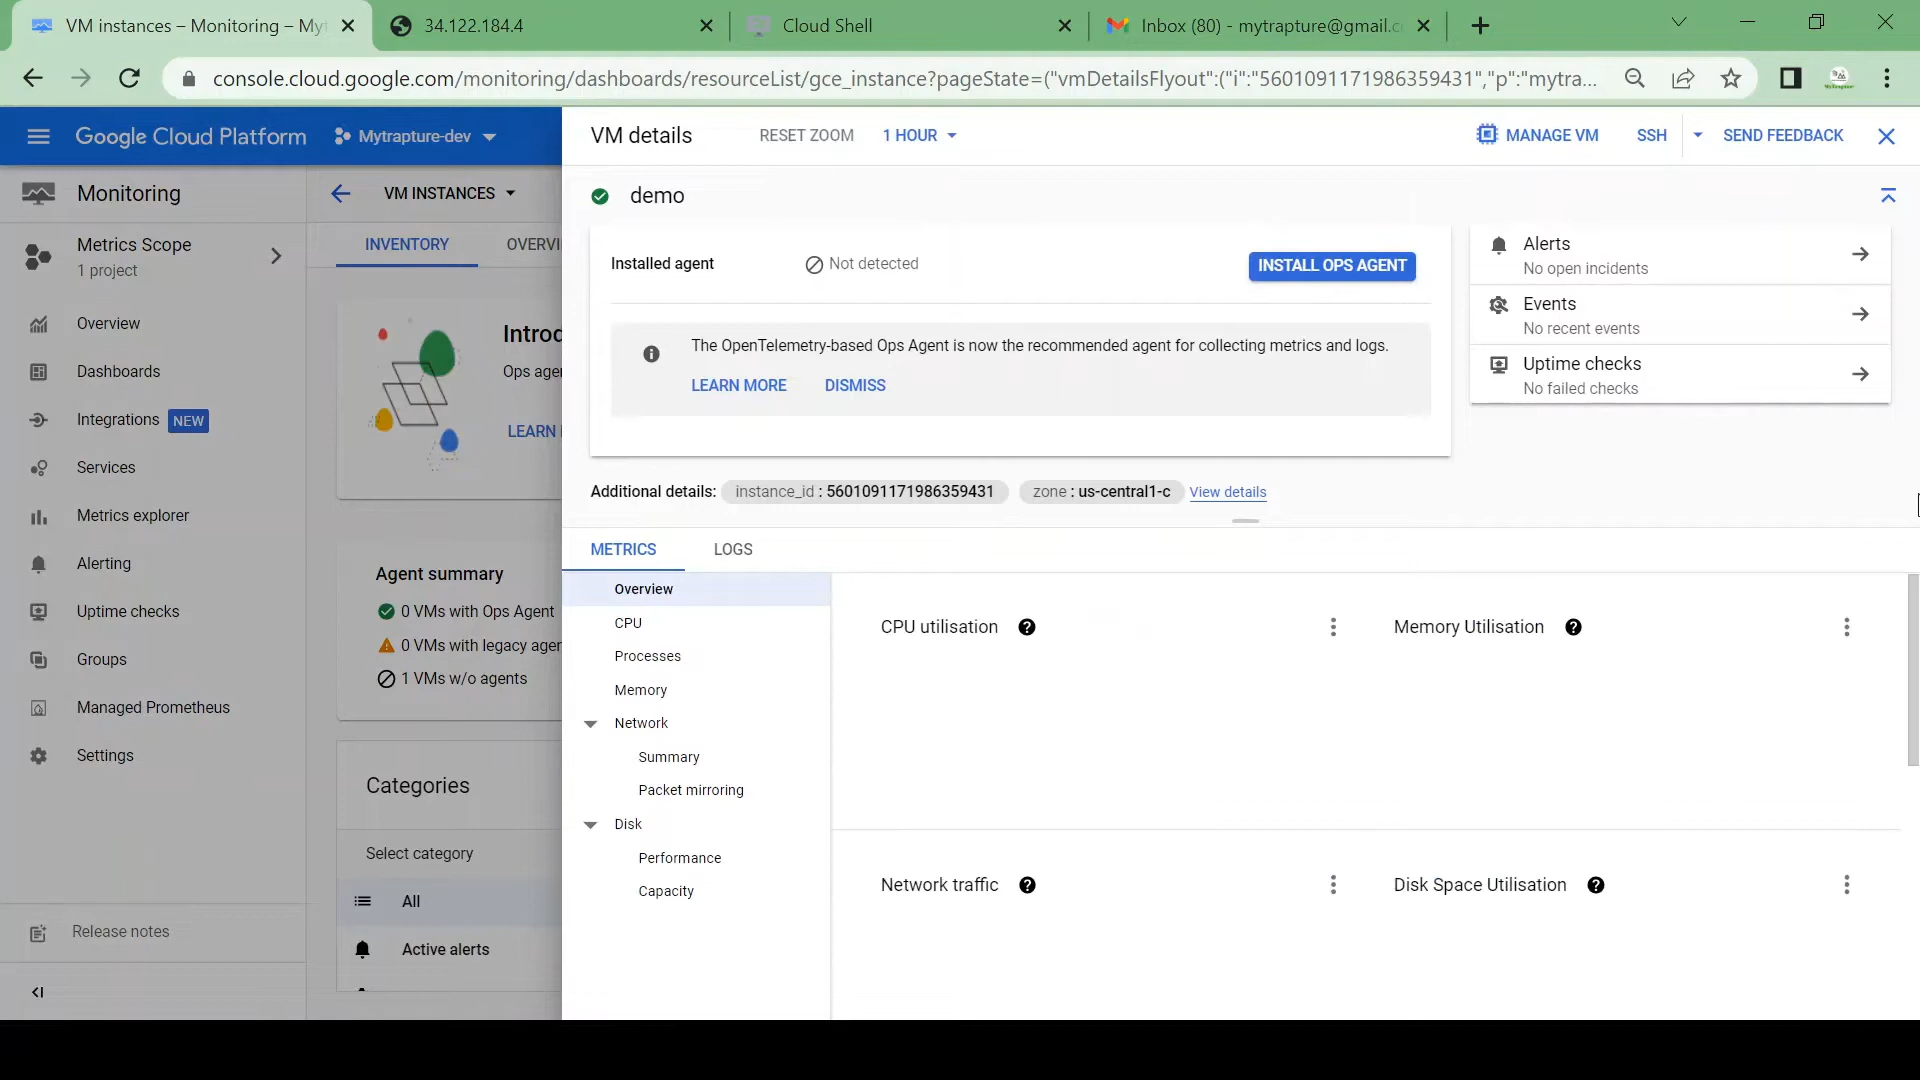 VM instances – Monitoring – My
34.122.184.4
Cloud Shell
Inbox (80) - mytrapture@gmail.c
console.cloud.google.com/monitoring/dashboards/resourceList/gce_instance?pageState=("vmDetailsFlyout":("i":"5601091171986359431","p":"mytra...
Google Cloud Platform
Mytrapture-dev
VM details
RESET ZOOM
1 HOUR
MANAGE VM
SSH
SEND FEEDBACK
Monitoring
VM INSTANCES
demo
Metrics Scope
1 project
INVENTORY
OVERVI
Installed agent
Not detected
INSTALL OPS AGENT
Alerts
No open incidents
Events
No recent events
Uptime checks
No failed checks
The OpenTelemetry-based Ops Agent is now the recommended agent for collecting metrics and logs.
LEARN MORE
DISMISS
Overview
Dashboards
Integrations NEW
Services
Metrics explorer
Alerting
Uptime checks
Groups
Managed Prometheus
Settings
Release notes
Introd
Ops agen
LEARN
Agent summary
0 VMs with Ops Agent
0 VMs with legacy agen
1 VMs w/o agents
Categories
Select category
All
Active alerts
Additional details: instance_id : 5601091171986359431 zone : us-central1-c View details
METRICS
LOGS
Overview
CPU
Processes
Memory
Network
Summary
Packet mirroring
Disk
Performance
Capacity
CPU utilisation
Memory Utilisation
Network traffic
Disk Space Utilisation